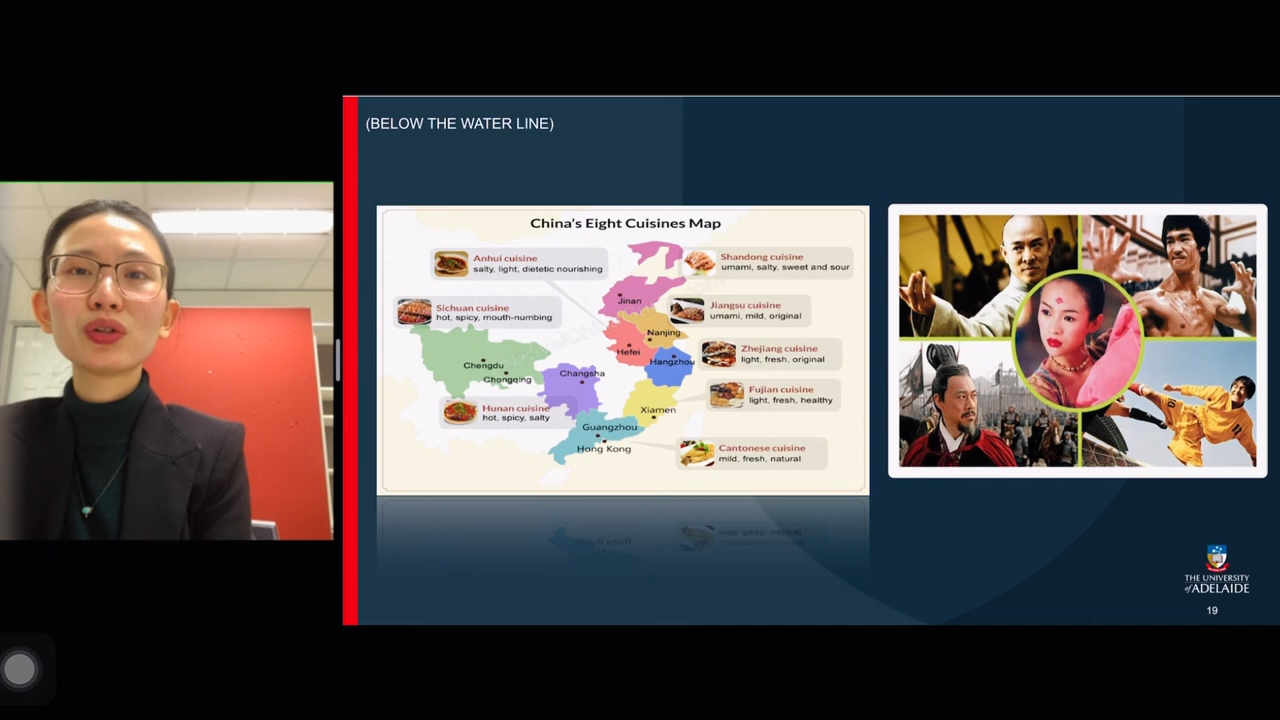 (BELOW THE WATER LINE)
China's Eight Cuisines Map
Anhui cuisine
salty, light, dietetic nourishing
Shandong cuisine
umami, salty, sweet and sour
Sichuan cuisine
hot, spicy, mouth-numbing
Jinan
Jiangsu cuisine
umami, mild, original
Nanjing
Hefei
Zhejiang cuisine
light, fresh, original
Hangzhou
Chengdu
Chongqing
Changsha
Fujian cuisine
light, fresh, healthy
Hunan cuisine
hot, spicy, salty
Xiamen
Guangzhou
Hong Kong
Cantonese cuisine
mild, fresh, natural
THE UNIVERSITY
of ADELAIDE
19